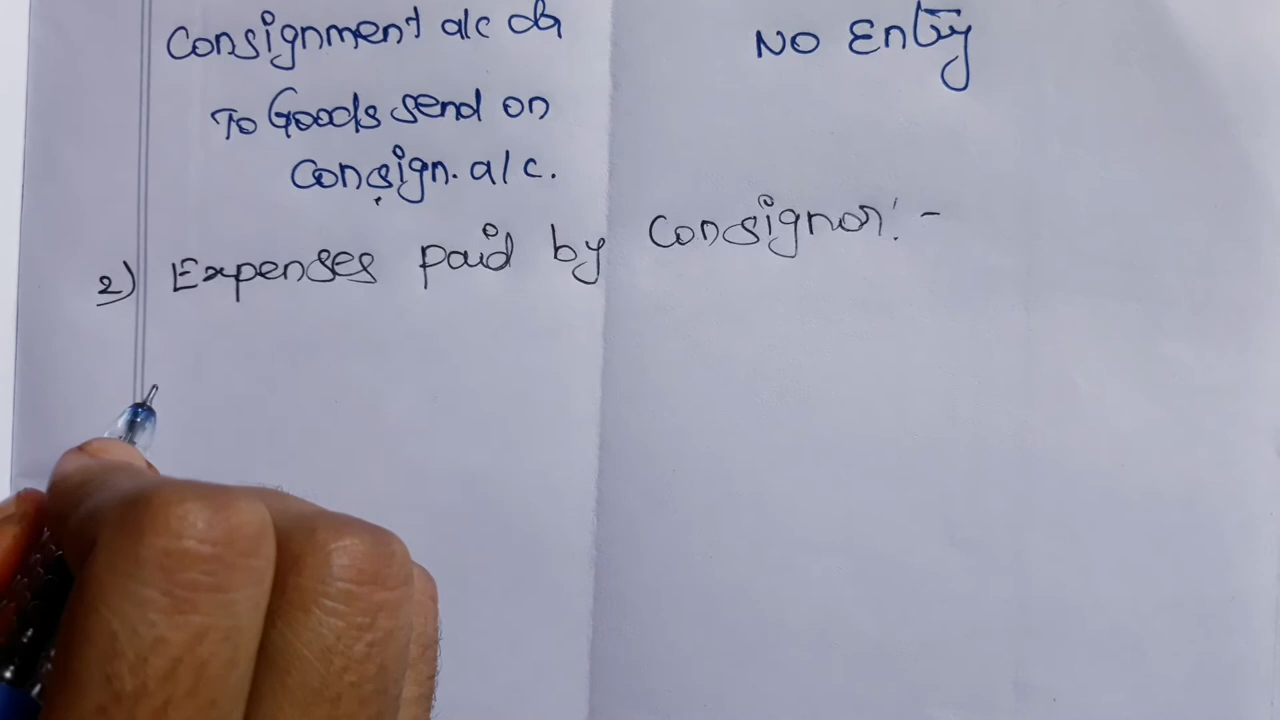 Consignment a/c dr
No Entry
To Goods send on
Consign. a/c.
2) Expenses paid by Consignor:-